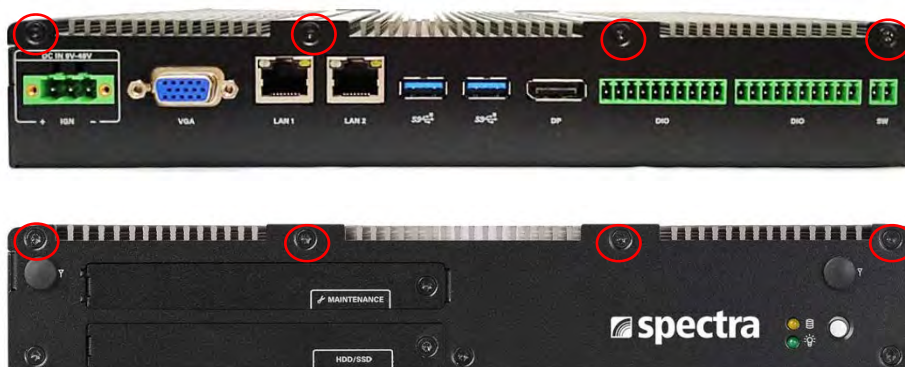 DC IN 9V-48V
+ IGN −
VGA
LAN 1
LAN 2
SS
SS
DP
DIO
DIO
SW
MAINTENANCE
spectra
HDD/SSD